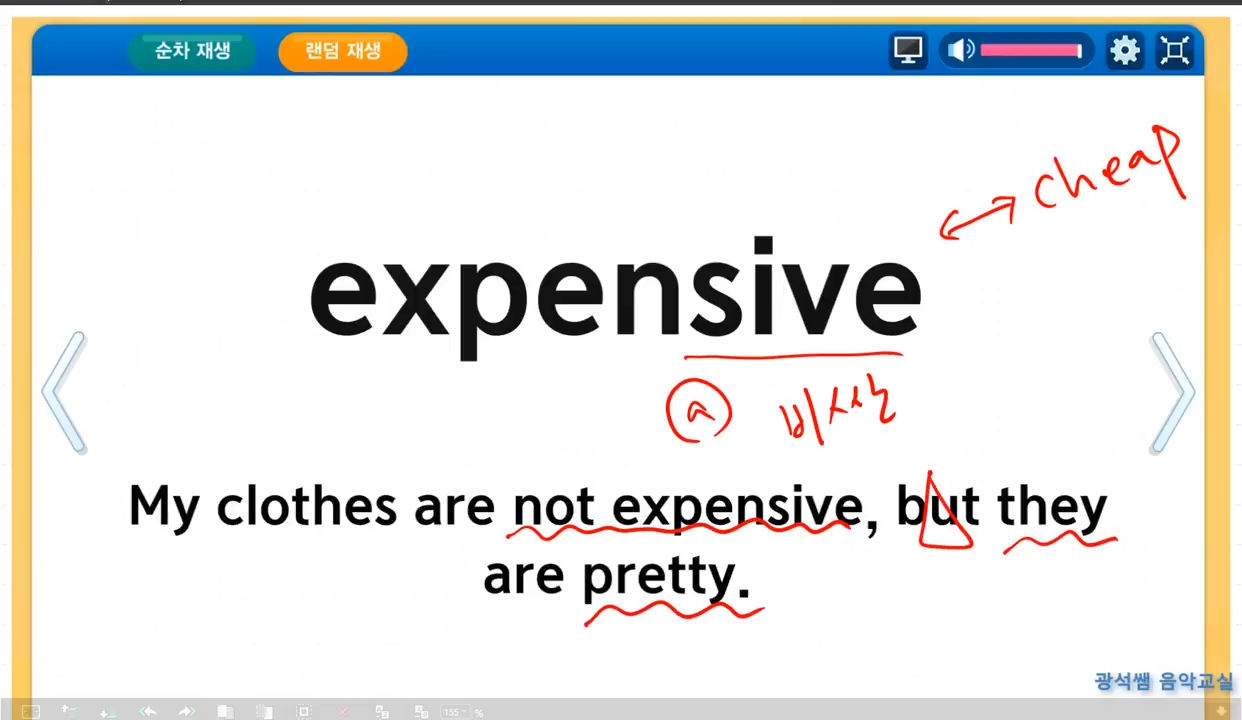 순차 재생 랜덤 재생
cheap
expensive
a 비싼
My clothes are not expensive, but they
are pretty.
광석쌤 음악교실
155 %